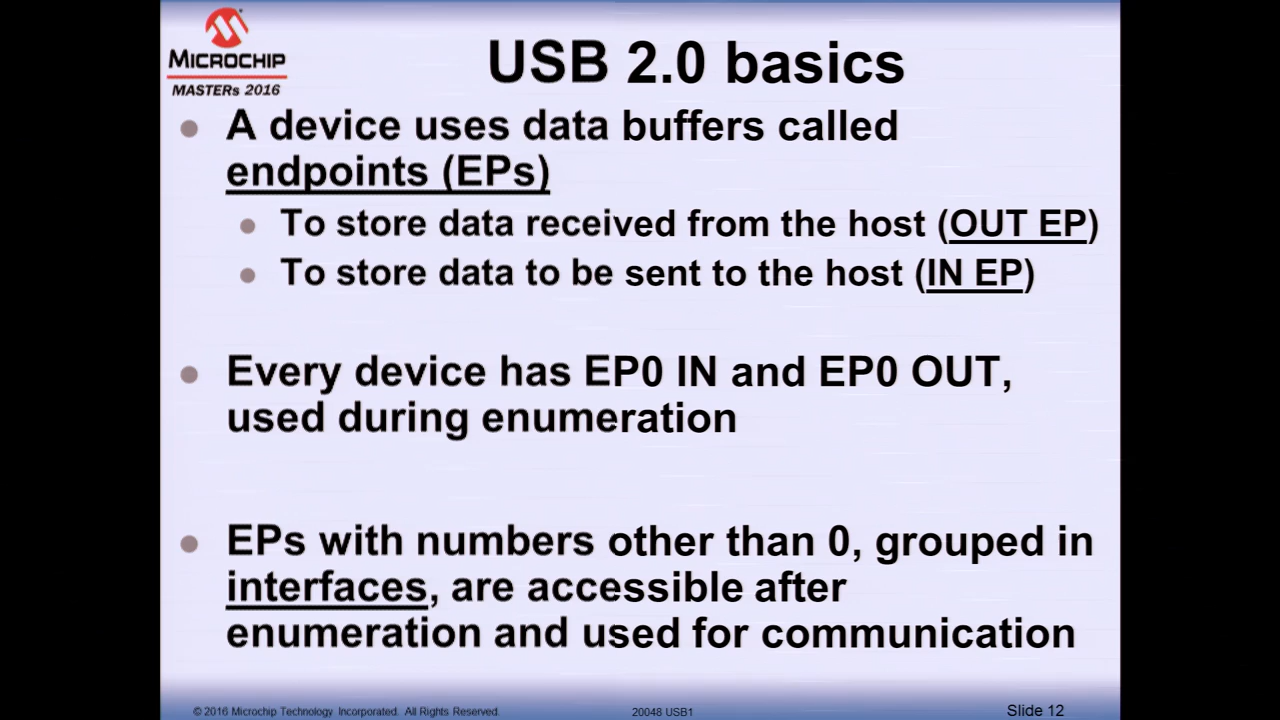 MICROCHIP
MASTERs 2016
USB 2.0 basics
A device uses data buffers called
endpoints (EPs)
To store data received from the host (OUT EP)
To store data to be sent to the host (IN EP)
Every device has EP0 IN and EP0 OUT,
used during enumeration
EPs with numbers other than 0, grouped in
interfaces, are accessible after
enumeration and used for communication
© 2016 Microchip Technology Incorporated. All Rights Reserved.
20048 USB1
Slide 12